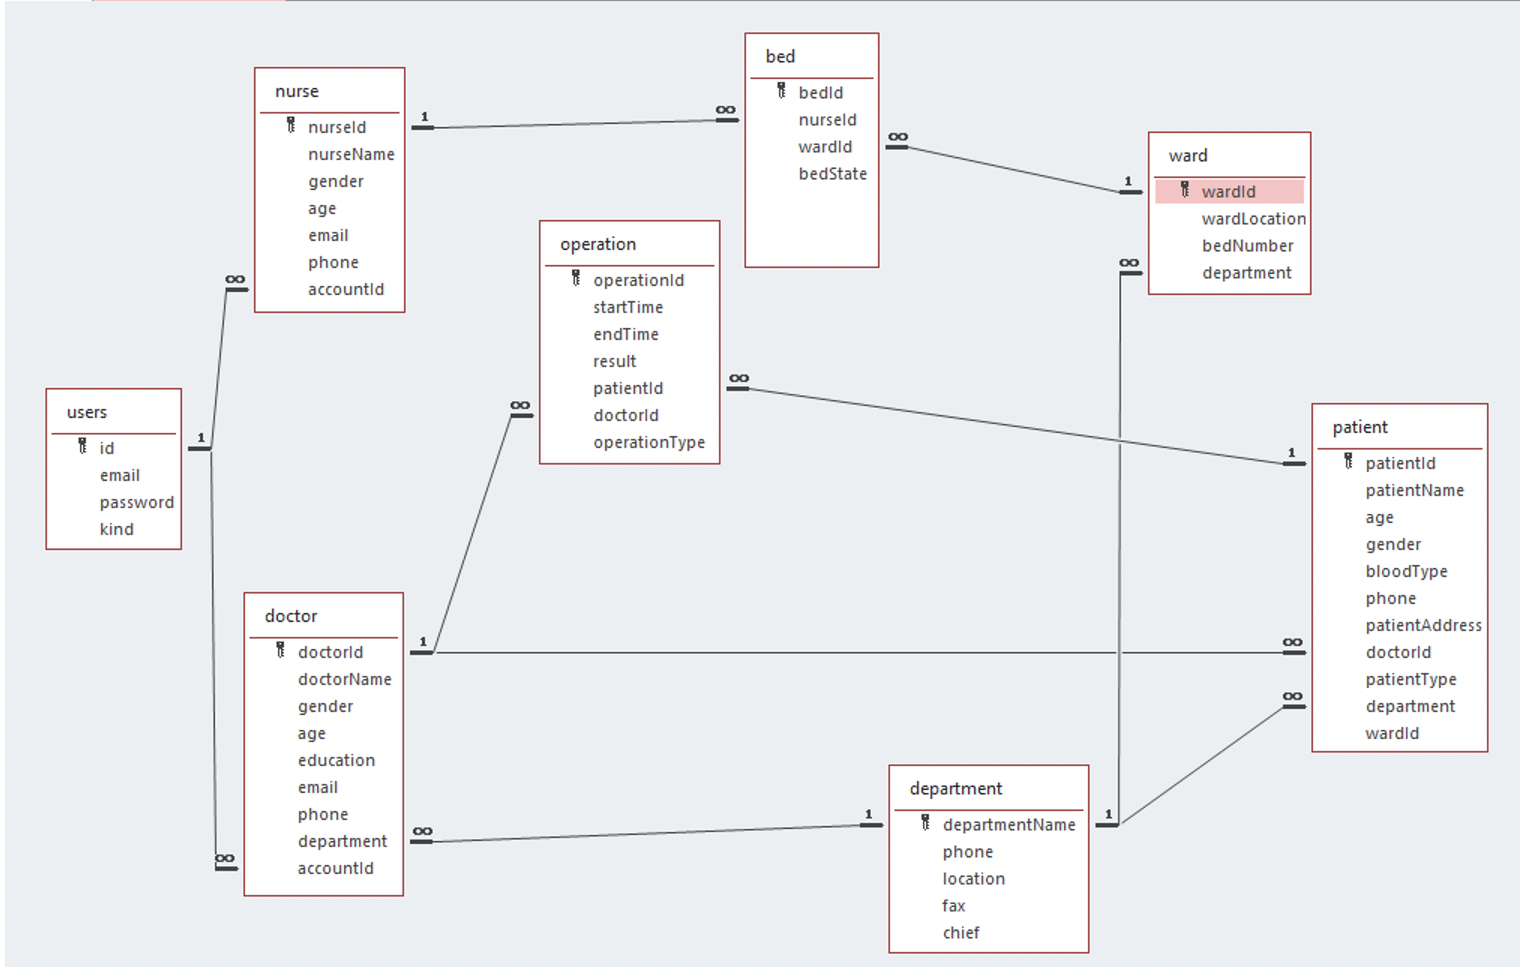 nurse
nurseId
nurseName
gender
age
email
phone
accountId
1
∞
bed
bedId
nurseId
wardId
bedState
∞
1
ward
wardId
wardLocation
bedNumber
department
∞
operation
operationId
startTime
endTime
result
patientId
doctorId
operationType
∞
∞
∞
users
id
email
password
kind
1
patient
patientId
patientName
age
gender
bloodType
phone
patientAddress
doctorId
patientType
department
wardId
1
∞
∞
doctor
doctorId
doctorName
gender
age
education
email
phone
department
accountId
1
∞
∞
department
departmentName
phone
location
fax
chief
1
1